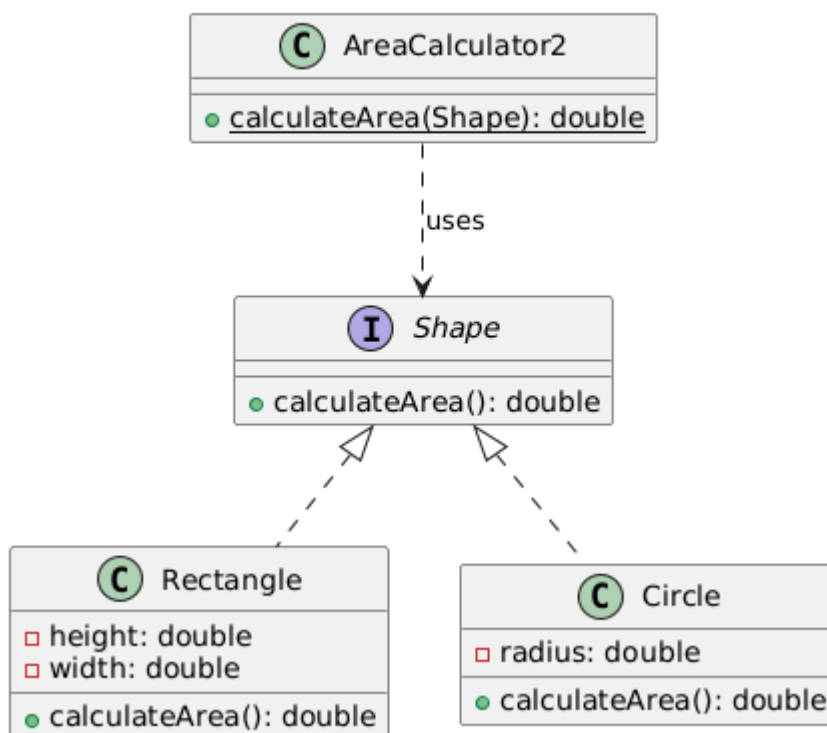 C AreaCalculator2
calculateArea(Shape): double
uses
I Shape
calculateArea(): double
C Rectangle
height: double
width: double
calculateArea(): double
C Circle
radius: double
calculateArea(): double